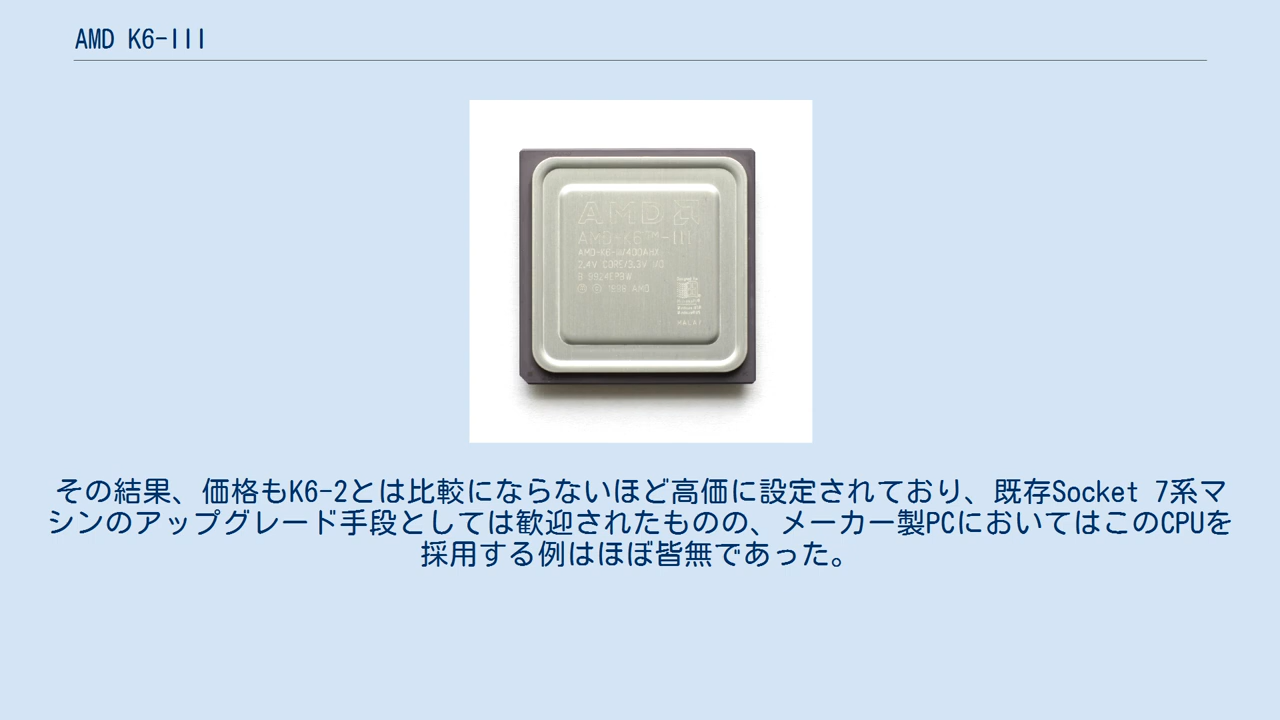 AMD K6-III
AMD
AMD-K6™-III
AMD-K6-III/400AHX
2.4V CORE/3.3V I/O
B 9924EPBW
1998 AMD
MALAY
その結果、価格もK6-2とは比較にならないほど高価に設定されており、既存Socket 7系マ
シンのアップグレード手段としては歓迎されたものの、メーカー製PCにおいてはこのCPUを
採用する例はほぼ皆無であった。